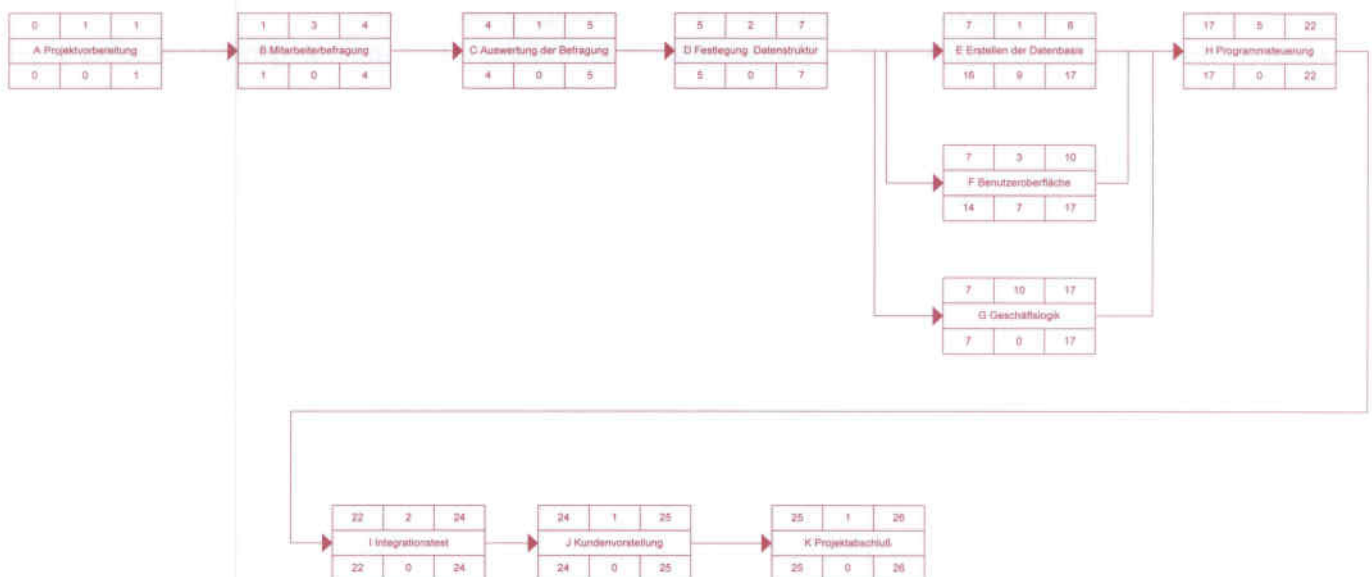 0 1 1
A Projektvorbereitung
0 0 1
1 3 4
B Mitarbeiterbefragung
1 0 4
4 1 5
C Auswertung der Befragung
4 0 5
5 2 7
D Festlegung Datenstruktur
5 0 7
7 1 8
E Erstellen der Datenbasis
16 9 17
17 5 22
H Programmsteuerung
17 0 22
7 3 10
F Benutzeroberfläche
14 7 17
7 10 17
G Geschäftslogik
7 0 17
22 2 24
I Integrationstest
22 0 24
24 1 25
J Kundenvorstellung
24 0 25
25 1 26
K Projektabschluß
25 0 26